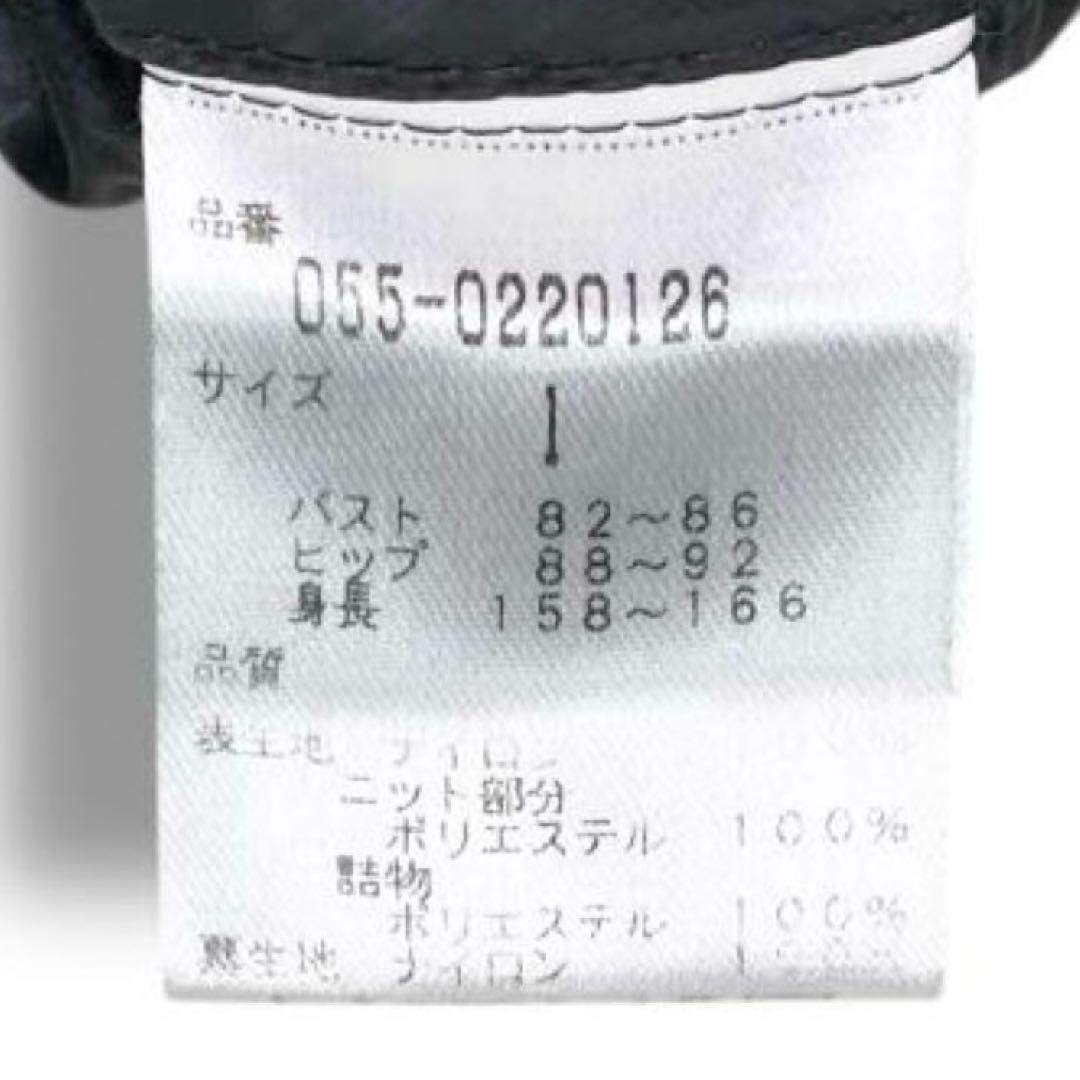 品番
055-0220126
サイズ 1
バスト 82～86
ヒップ 88～92
身長 158～166
品質
表生地 ナイロン 100%
ニット部分
ポリエステル 100%
詰物
ポリエステル 100%
裏生地 ナイロン 100%